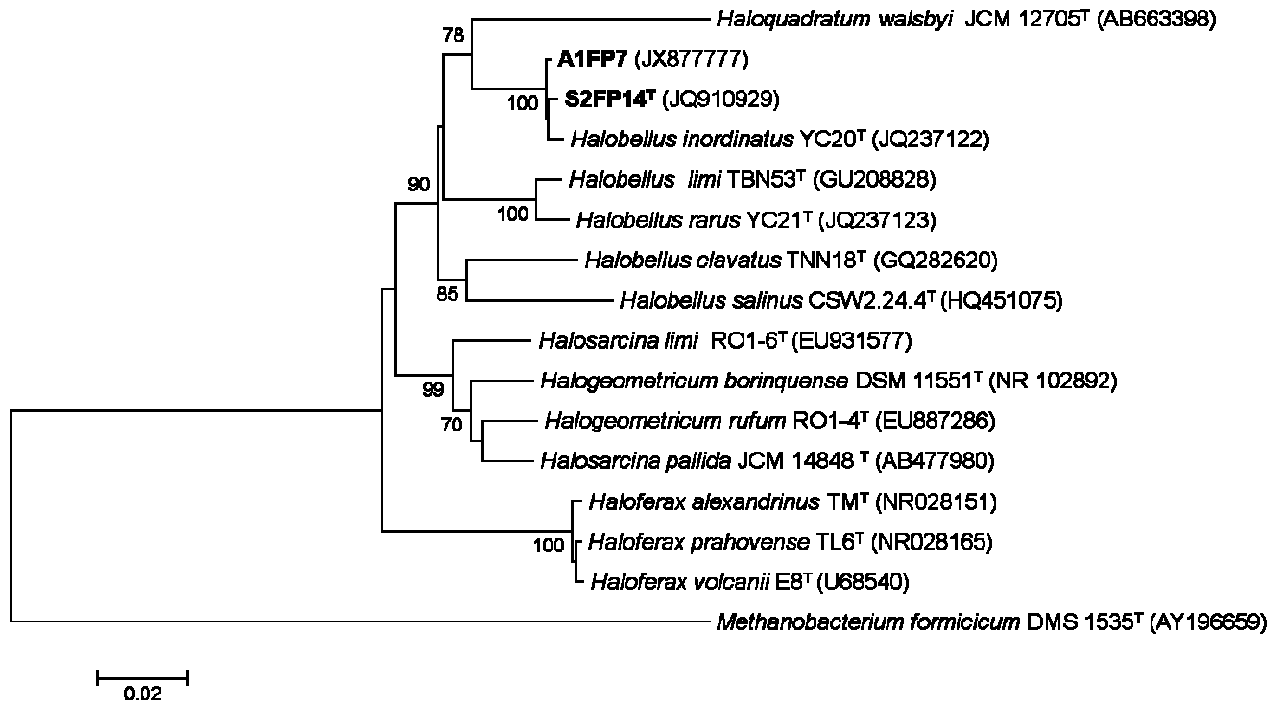 Haloquadratum walsbyi JCM 12705ᵀ (AB663398)
78
A1FP7 (JX877777)
100
S2FP14ᵀ (JQ910929)
Halobellus inordinatus YC20ᵀ (JQ237122)
90
Halobellus limi TBN53ᵀ (GU208828)
100
Halobellus rarus YC21ᵀ (JQ237123)
Halobellus clavatus TNN18ᵀ (GQ282620)
85
Halobellus salinus CSW2.24.4ᵀ (HQ451075)
Halosarcina limi RO1-6ᵀ (EU931577)
99
Halogeometricum borinquense DSM 11551ᵀ (NR 102892)
70
Halogeometricum rufum RO1-4ᵀ (EU887286)
Halosarcina pallida JCM 14848 ᵀ (AB477980)
Haloferax alexandrinus TMᵀ (NR028151)
100
Haloferax prahovense TL6ᵀ (NR028165)
Haloferax volcanii E8ᵀ (U68540)
Methanobacterium formicicum DMS 1535ᵀ (AY196659)
0.02